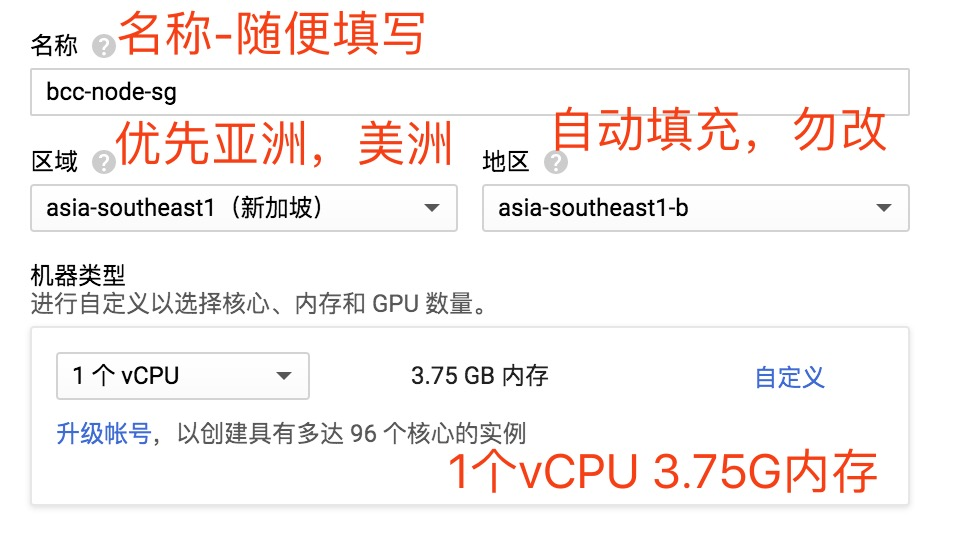 名称 ? 名称-随便填写
bcc-node-sg
优先亚洲，美洲 自动填充，勿改
区域 ? 地区 ?
asia-southeast1（新加坡） asia-southeast1-b
机器类型
进行自定义以选择核心、内存和 GPU 数量。
1 个 vCPU 3.75 GB 内存 自定义
升级帐号，以创建具有多达 96 个核心的实例
1个vCPU 3.75G内存